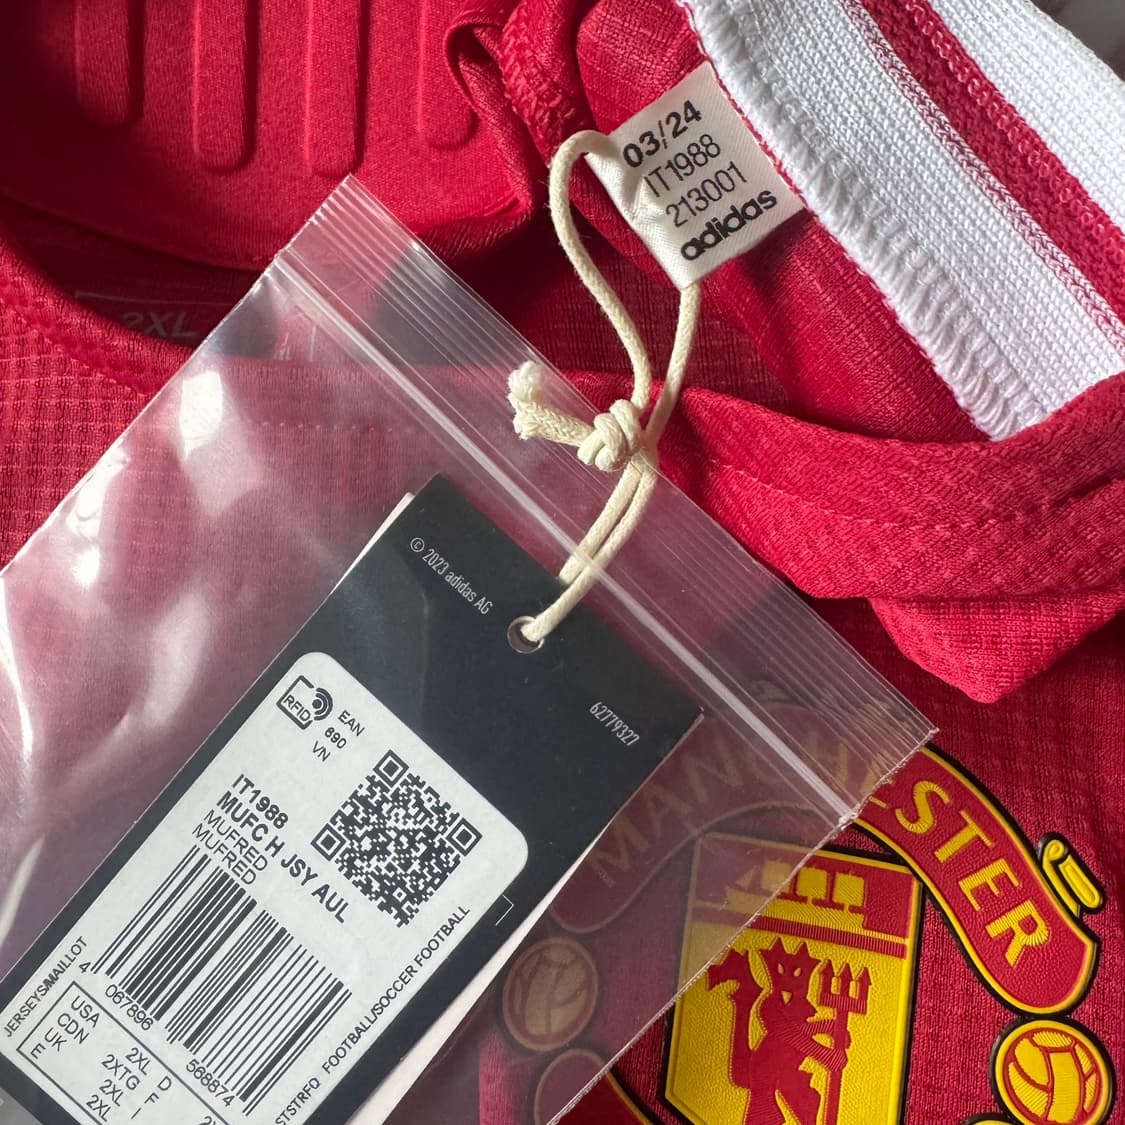 03/24
IT1988
213001
adidas
2XL
© 2023 adidas AG
62779327
RFID
EAN
690
VN
IT1988
MUFC H JSY AUL
MUFRED
MUFRED
JERSEYS/MAILLOT
FOOTBALL/SOCCER FOOTBALL
STSTRFQ
4 067896 568874
USA 2XL D
CDN 2XTG F
UK 2XL I
E 2XL
MANCHESTER